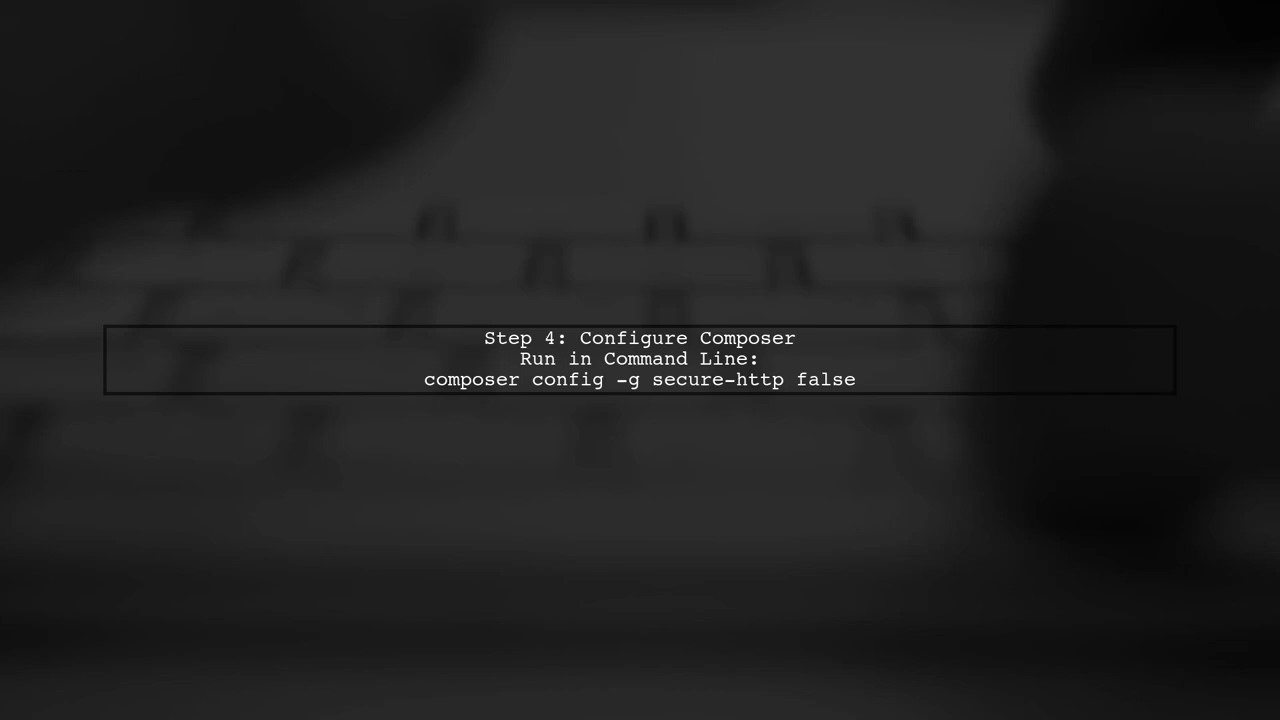 Step 4: Configure Composer
Run in Command Line:
composer config -g secure-http false